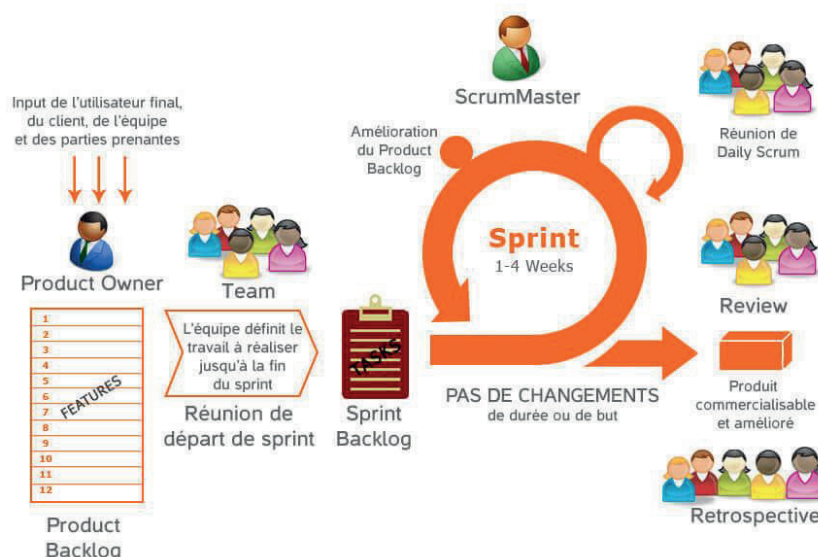 Input de l'utilisateur final,
du client, de l'équipe
et des parties prenantes
Product Owner
1
2
3
4
5
6
7
8
9
10
11
12
FEATURES
Product
Backlog
Team
L'équipe définit le
travail à réaliser
jusqu'à la fin
du sprint
Réunion de
départ de sprint
TASKS
Sprint
Backlog
ScrumMaster
Amélioration
du Product
Backlog
Sprint
1-4 Weeks
PAS DE CHANGEMENTS
de durée ou de but
Réunion de
Daily Scrum
Review
Produit
commercialisable
et amélioré
Retrospective